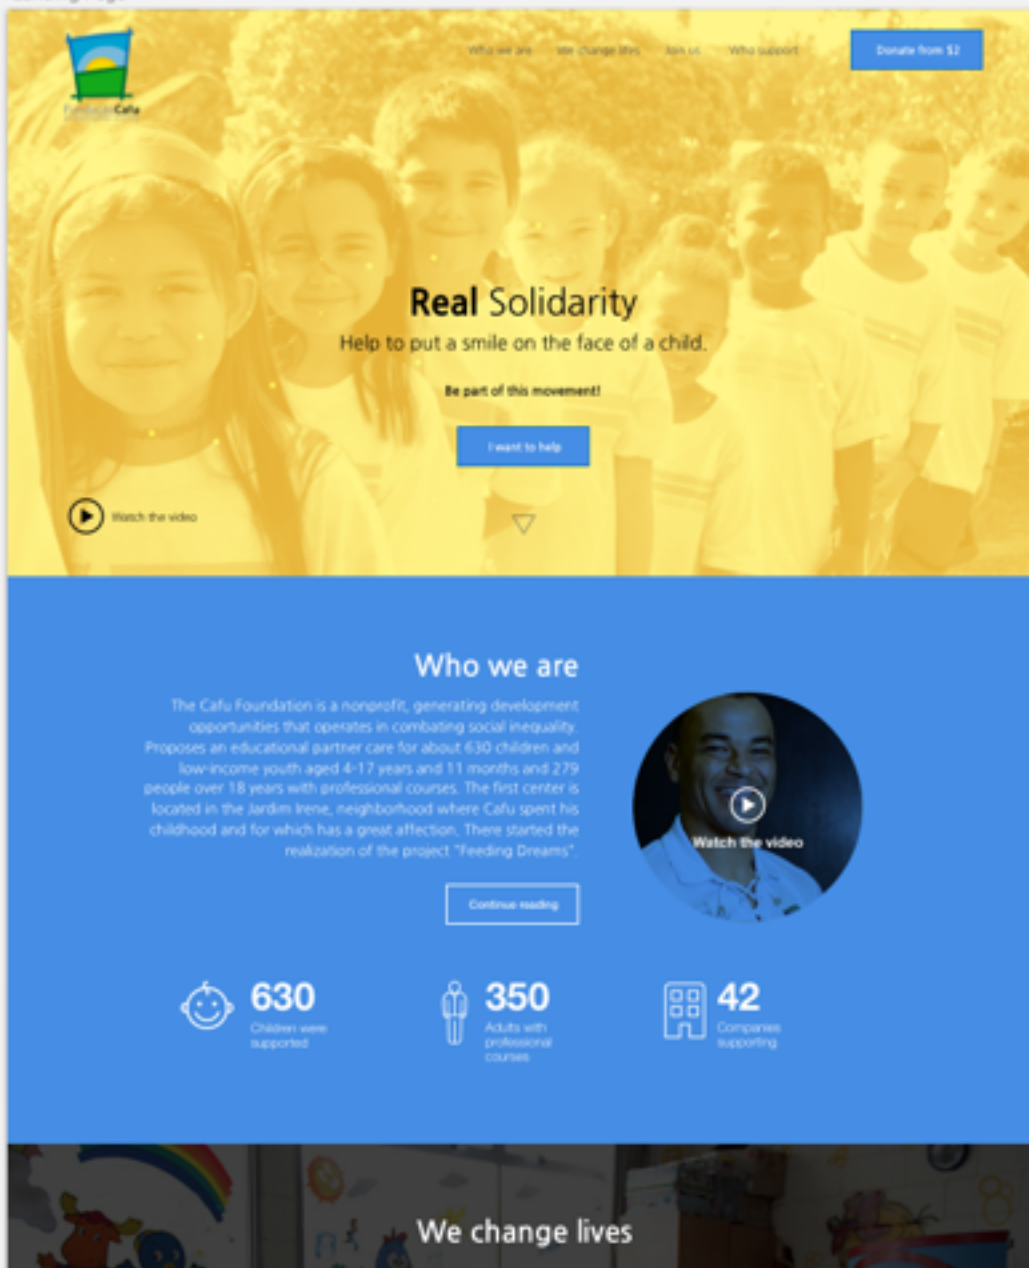 Who we are We change lives Join us Who support Donate from $2
Cafu
Real Solidarity
Help to put a smile on the face of a child.
Be part of this movement!
I want to help
Watch the video
Who we are
The Cafu Foundation is a nonprofit, generating development
opportunities that operates in combating social inequality.
Proposes an educational partner care for about 630 children and
low-income youth aged 4-17 years and 11 months and 279
people over 18 years with professional courses. The first center is
located in the Jardim Irene, neighborhood where Cafu spent his
childhood and for which has a great affection. There started the
realization of the project "Feeding Dreams".
Continue reading
Watch the video
630
Children were
supported
350
Adults with
professional
courses
42
Companies
supporting
We change lives